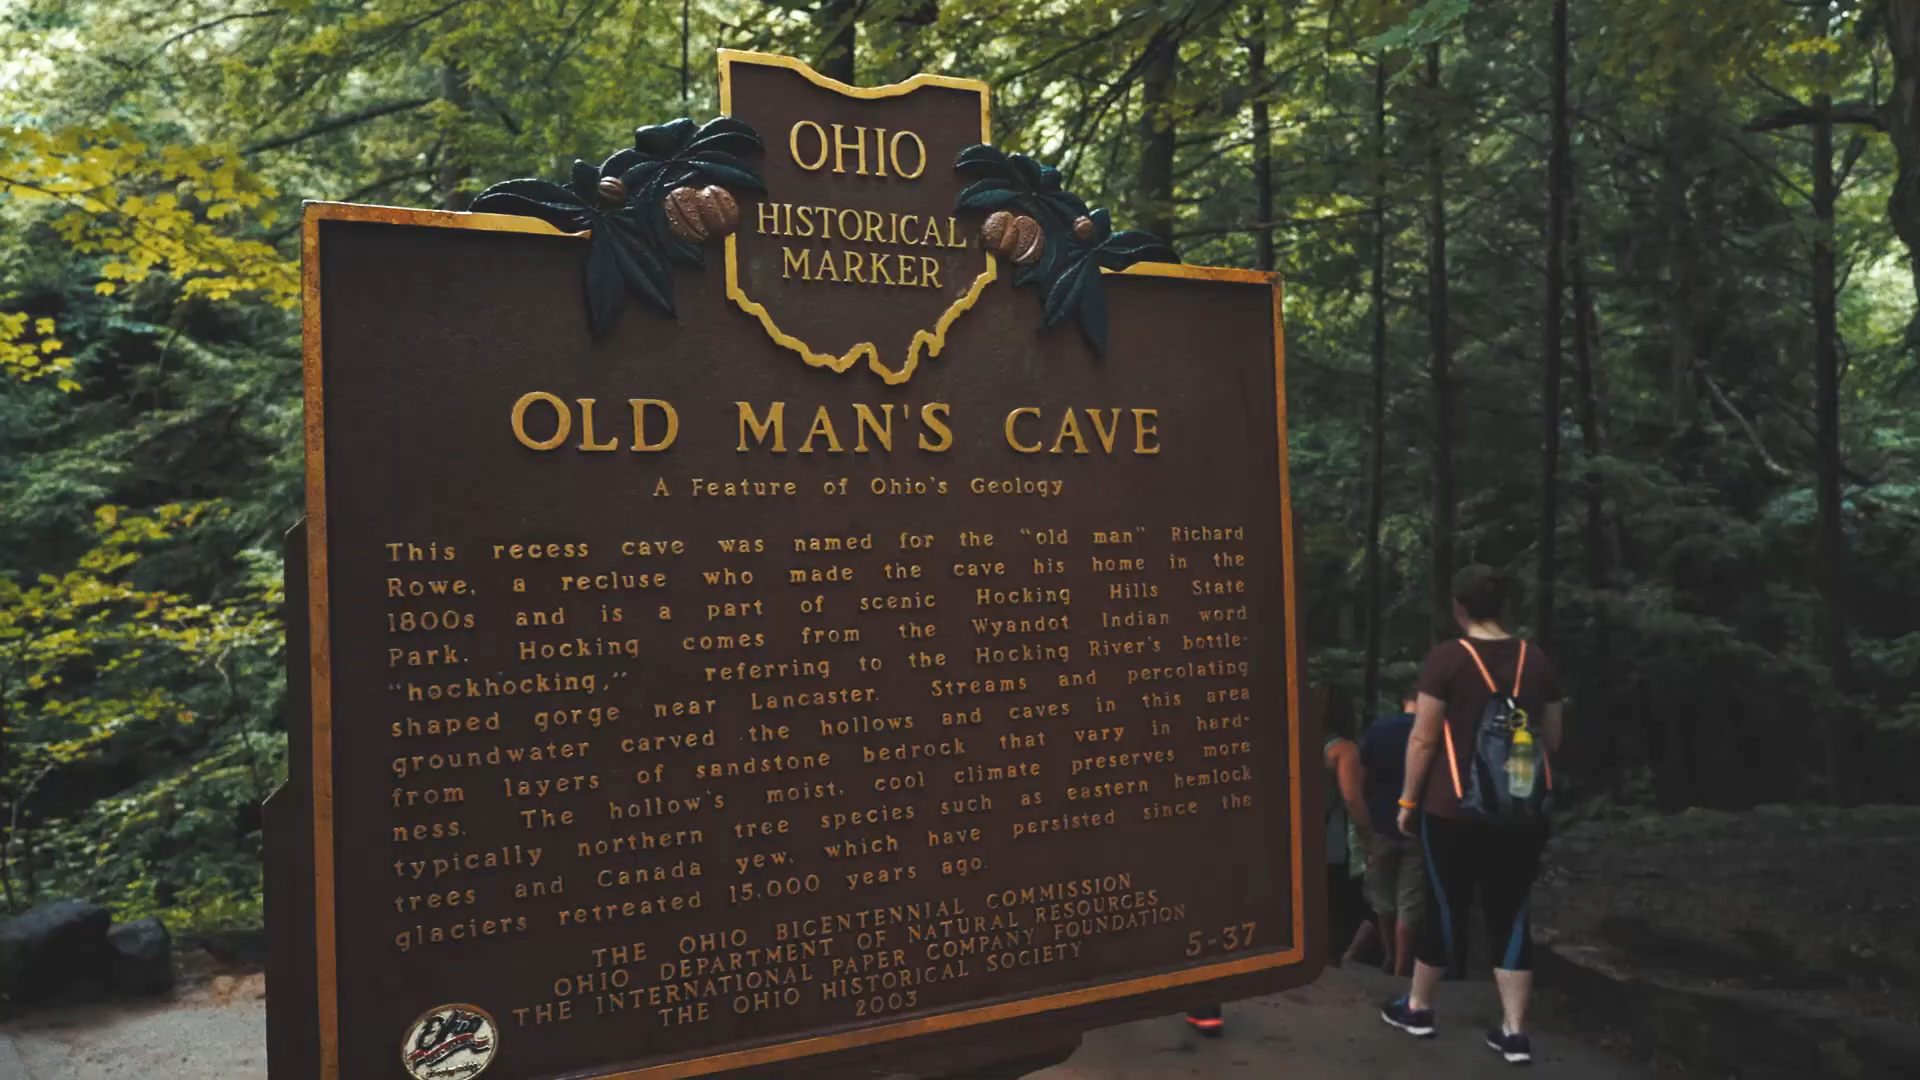 OHIO
HISTORICAL
MARKER
OLD MAN'S CAVE
A Feature of Ohio's Geology
This recess cave was named for the "old man" Richard
Rowe, a recluse who made the cave his home in the
1800s and is a part of scenic Hocking Hills State
Park. Hocking comes from the Wyandot Indian word
"hockhocking," referring to the Hocking River's bottle-
shaped gorge near Lancaster. Streams and percolating
groundwater carved the hollows and caves in this area
from layers of sandstone bedrock that vary in hard-
ness. The hollow's moist, cool climate preserves more
typically northern tree species such as eastern hemlock
trees and Canada yew, which have persisted since the
glaciers retreated 15,000 years ago.
THE OHIO BICENTENNIAL COMMISSION
OHIO DEPARTMENT OF NATURAL RESOURCES
THE INTERNATIONAL PAPER COMPANY FOUNDATION
THE OHIO HISTORICAL SOCIETY
2003
5-37